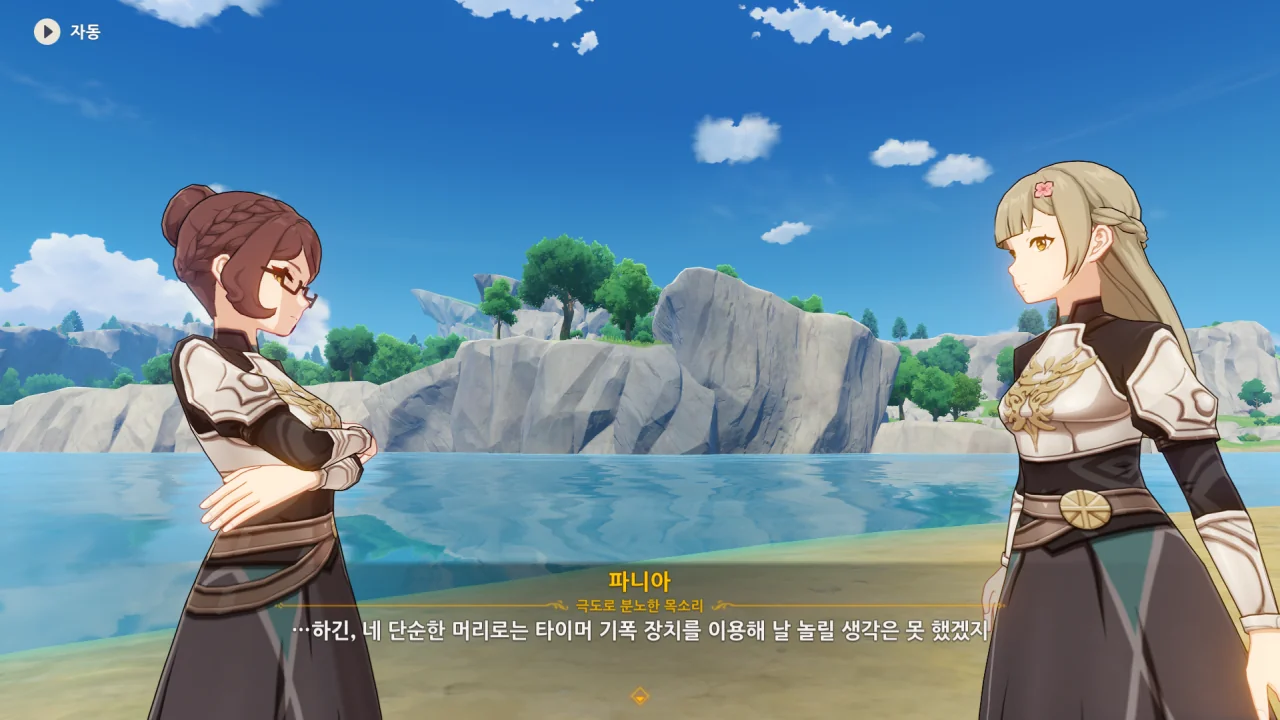 자동
파니아
극도로 분노한 목소리
…하긴, 네 단순한 머리로는 타이머 기폭 장치를 이용해 날 놀릴 생각은 못 했겠지